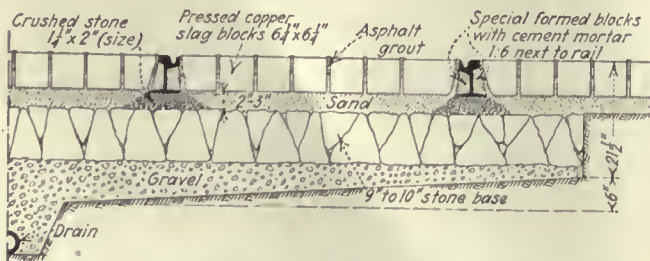 Crushed stone
1¼"x2"(size)
Pressed copper
slag blocks 6¼"x6¼"
Asphalt
grout
Special formed blocks
with cement mortar
1:6 next to rail
2"-3"
Sand
Gravel
9"to10"stone base
Drain
6"
21½"